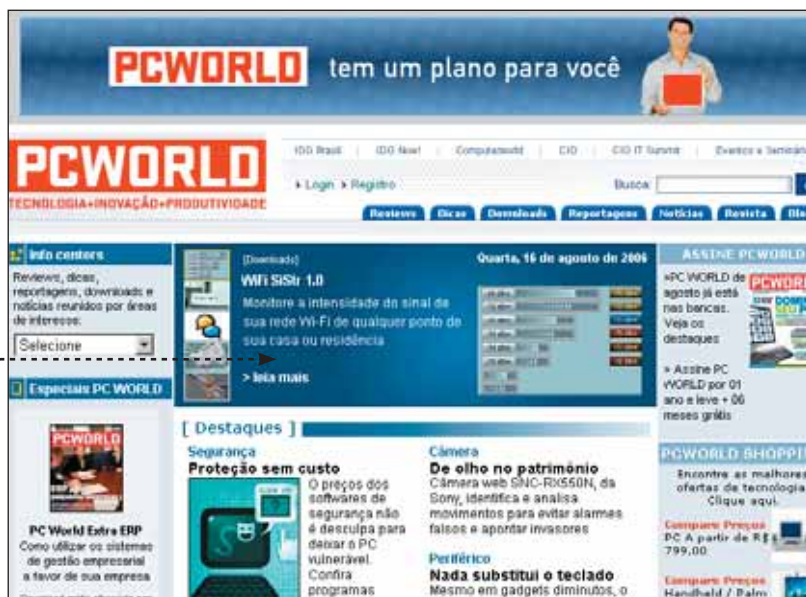 PCWORLD tem um plano para você
PCWORLD
TECNOLOGIA+INOVAÇÃO+PRODUTIVIDADE
IDG Brasil | IDG Now! | Computerworld | CIO | CIO IT Summit | Eventos e Seminári
Login Registro
Busca:
Reviews Dicas Downloads Reportagens Notícias Revista Blo
Info centers
Reviews, dicas,
reportagens, downloads e
notícias reunidos por áreas
de interesse:
Selecione
Especiais PC WORLD
PCWORLD
PC World Extra ERP
Como utilizar os sistemas
de gestão empresarial
a favor de sua empresa
[Downloads]
Quarta, 16 de agosto de 2006
WiFi SiStr 1.0
Monitore a intensidade do sinal de
sua rede Wi-Fi de qualquer ponto de
sua casa ou residência
> leia mais
[ Destaques ]
Segurança
Proteção sem custo
O preços dos
softwares de
segurança não
é desculpa para
deixar o PC
vulnerável.
Confira
programas
Câmera
De olho no patrimônio
Câmera web SNC-RX550N, da
Sony, identifica e analisa
movimentos para evitar alarmes
falsos e apontar invasores
Periférico
Nada substitui o teclado
Mesmo em gadgets diminutos, o
ASSINE PCWORLD
»PC WORLD de
agosto já está
nas bancas.
Veja os
destaques
PCWOR
» Assine PC
WORLD por 01
ano e leve + 06
meses grátis
PCWORLD SHOPPI
Encontre as melhores
ofertas de tecnologia
Clique aqui.
Compare Preços
PC A partir de R$
799,00
Compare Preços
Handheld / Palm